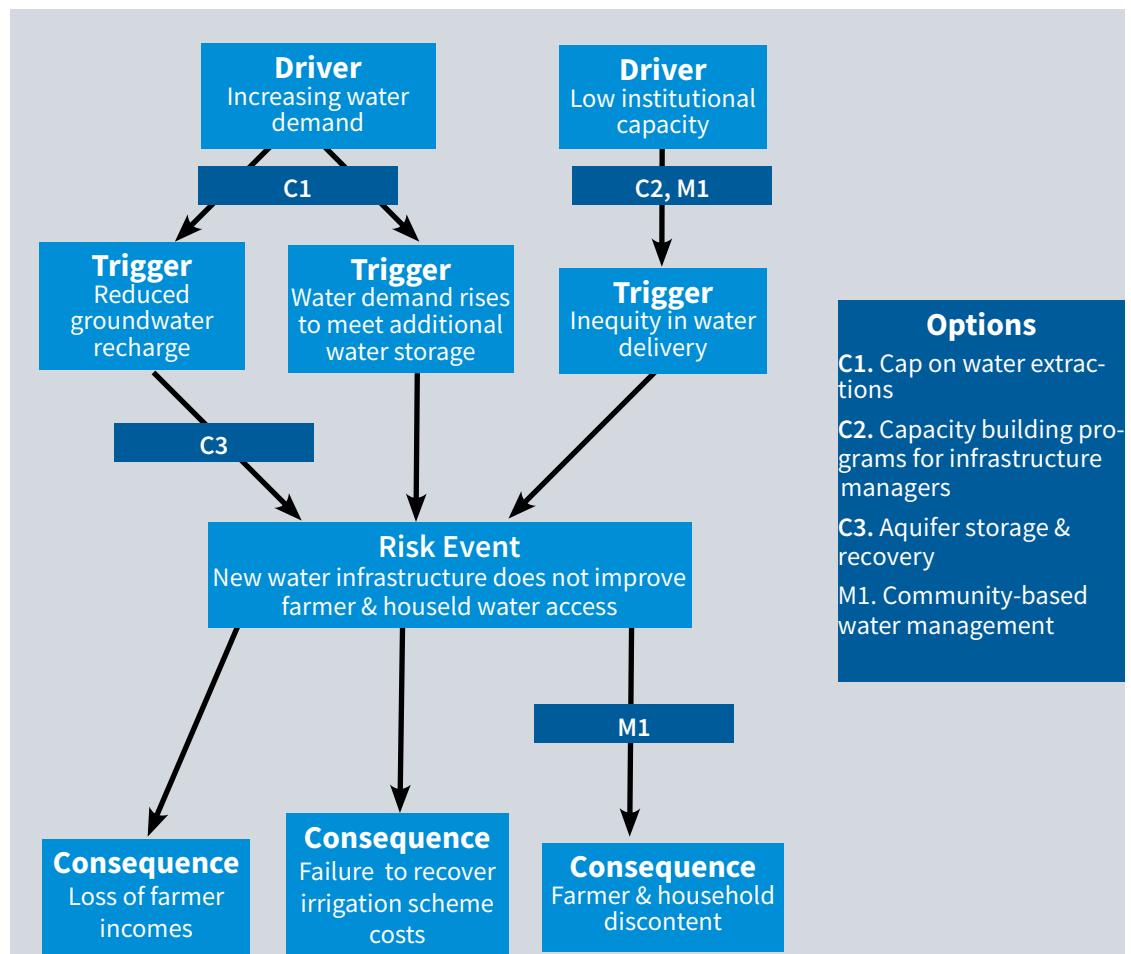 Driver
Increasing water
demand
Driver
Low institutional
capacity
C1
C2, M1
Trigger
Reduced
groundwater
recharge
Trigger
Water demand rises
to meet additional
water storage
Trigger
Inequity in water
delivery
C3
Risk Event
New water infrastructure does not improve
farmer & househld water access
M1
Consequence
Loss of farmer
incomes
Consequence
Failure to recover
irrigation scheme
costs
Consequence
Farmer & household
discontent
Options
C1. Cap on water extrac-
tions
C2. Capacity building pro-
grams for infrastructure
managers
C3. Aquifer storage &
recovery
M1. Community-based
water management